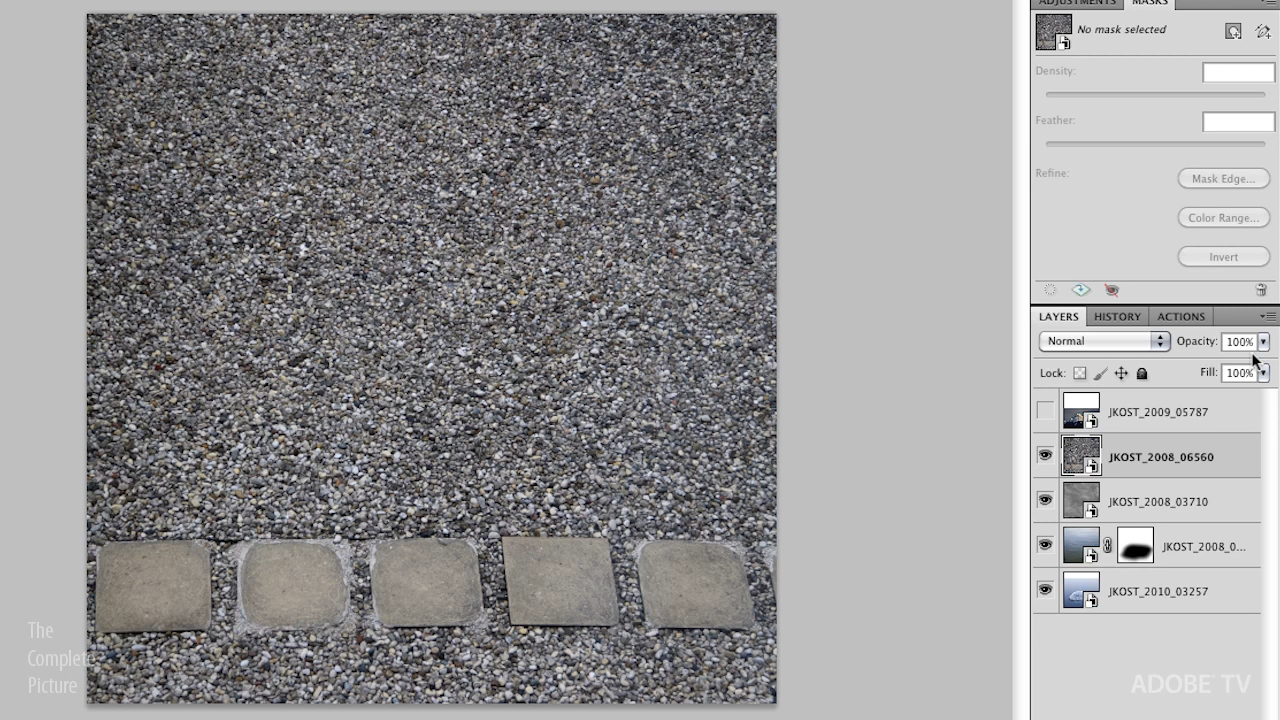 ADJUSTMENTS MASKS
No mask selected
Density:
Feather:
Refine:
Mask Edge...
Color Range...
Invert
LAYERS HISTORY ACTIONS
Normal Opacity: 100%
Lock: Fill: 100%
JKOST_2009_05787
JKOST_2008_06560
JKOST_2008_03710
JKOST_2008_0...
JKOST_2010_03257
The
Complete
Picture
ADOBE TV